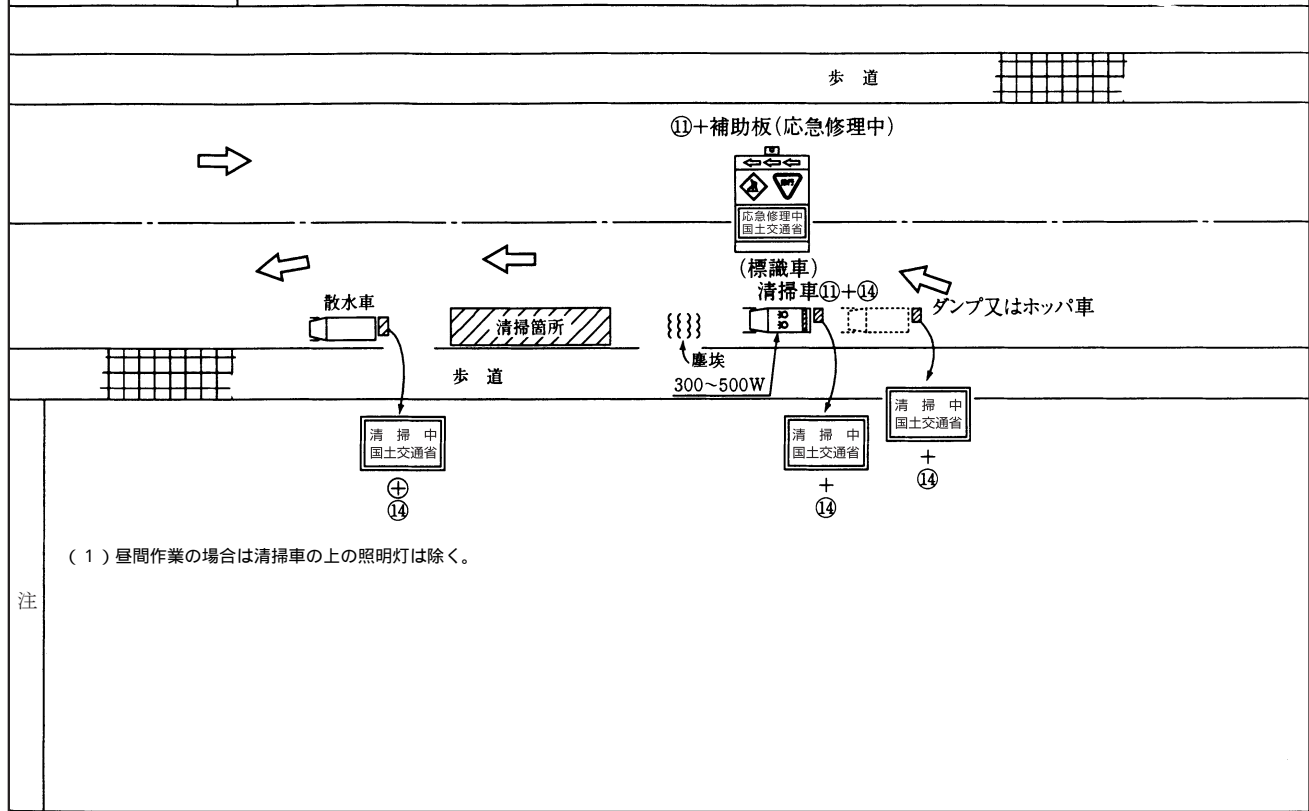 歩 道
⑪+補助板(応急修理中)
応急修理中
国土交通省
(標識車)
清掃車⑪+⑭
ダンプ又はホッパ車
散水車
清掃箇所
塵埃
300~500W
歩 道
清 掃 中
国土交通省
+
⑭
清 掃 中
国土交通省
+
⑭
清 掃 中
国土交通省
+
⑭
(1)昼間作業の場合は清掃車の上の照明灯は除く。
注